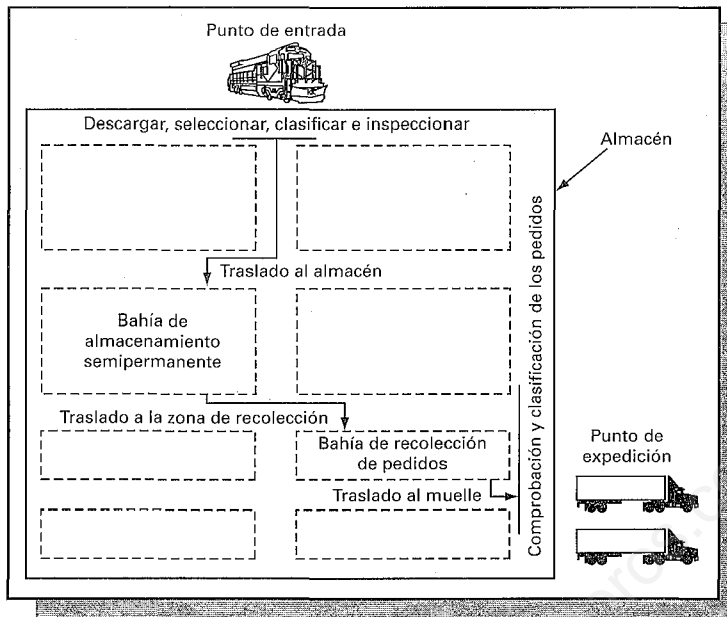 Punto de entrada
Descargar, seleccionar, clasificar e inspeccionar
Almacén
Traslado al almacén
Bahía de
almacenamiento
semipermanente
Traslado a la zona de recolección
Bahía de recolección
de pedidos
Traslado al muelle
Comprobación y clasificación de los pedidos
Punto de
expedición